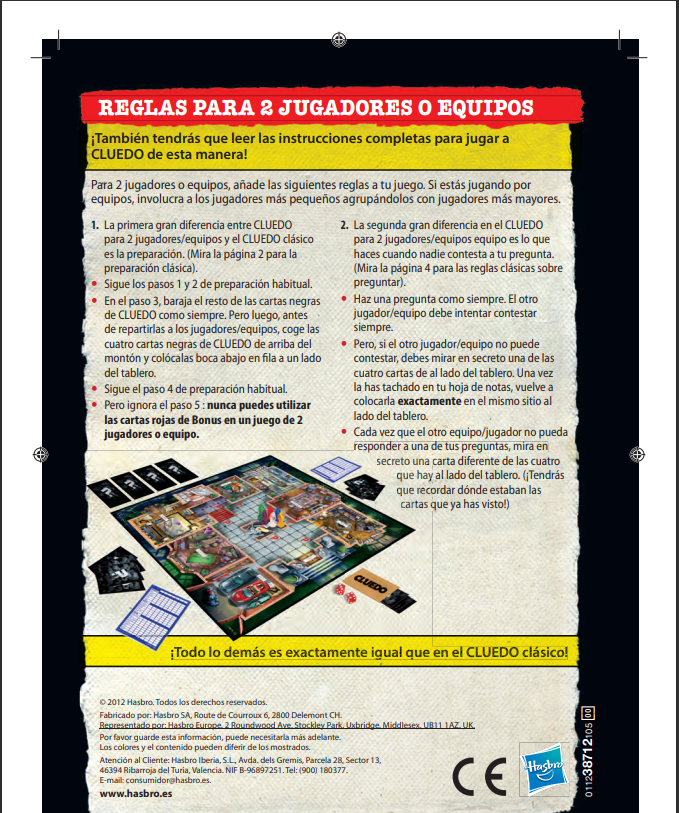 REGLAS PARA 2 JUGADORES O EQUIPOS
¡También tendrás que leer las instrucciones completas para jugar a
CLUEDO de esta manera!
Para 2 jugadores o equipos, añade las siguientes reglas a tu juego. Si estás jugando por
equipos, involucra a los jugadores más pequeños agrupándolos con jugadores más mayores.
1. La primera gran diferencia entre CLUEDO
para 2 jugadores/equipos y el CLUEDO clásico
es la preparación. (Mira la página 2 para la
preparación clásica).
• Sigue los pasos 1 y 2 de preparación habitual.
• En el paso 3, baraja el resto de las cartas negras
de CLUEDO como siempre. Pero luego, antes
de repartirlas a los jugadores/equipos, coge las
cuatro cartas negras de CLUEDO de arriba del
montón y colócalas boca abajo en fila a un lado
del tablero.
• Sigue el paso 4 de preparación habitual.
• Pero ignora el paso 5 : nunca puedes utilizar
las cartas rojas de Bonus en un juego de 2
jugadores o equipo.
2. La segunda gran diferencia en el CLUEDO
para 2 jugadores/equipos equipo es lo que
haces cuando nadie contesta a tu pregunta.
(Mira la página 4 para las reglas clásicas sobre
preguntar).
• Haz una pregunta como siempre. El otro
jugador/equipo debe intentar contestar
siempre.
• Pero, si el otro jugador/equipo no puede
contestar, debes mirar en secreto una de las
cuatro cartas de al lado del tablero. Una vez
la has tachado en tu hoja de notas, vuelve a
colocarla exactamente en el mismo sitio al
lado del tablero.
• Cada vez que el otro equipo/jugador no pueda
responder a una de tus preguntas, mira en
secreto una carta diferente de las cuatro
que hay al lado del tablero. (¡Tendrás
que recordar dónde estaban las
cartas que ya has visto!)
CLUEDO
¡Todo lo demás es exactamente igual que en el CLUEDO clásico!
© 2012 Hasbro. Todos los derechos reservados.
Fabricado por: Hasbro SA, Route de Courroux 6, 2800 Delemont CH.
Representado por: Hasbro Europe, 2 Roundwood Ave, Stockley Park, Uxbridge, Middlesex, UB11 1AZ, UK.
Por favor guarde esta información, puede necesitarla más adelante.
Los colores y el contenido pueden diferir de los mostrados.
Atención al Cliente: Hasbro Iberia, S.L., Avda. dels Gremis, Parcela 28, Sector 13,
46394 Ribarroja del Turia, Valencia. NIF B-96897251. Tel: (900) 180377.
E-mail: consumidor@hasbro.es.
www.hasbro.es
CE
Hasbro
011238712105 00